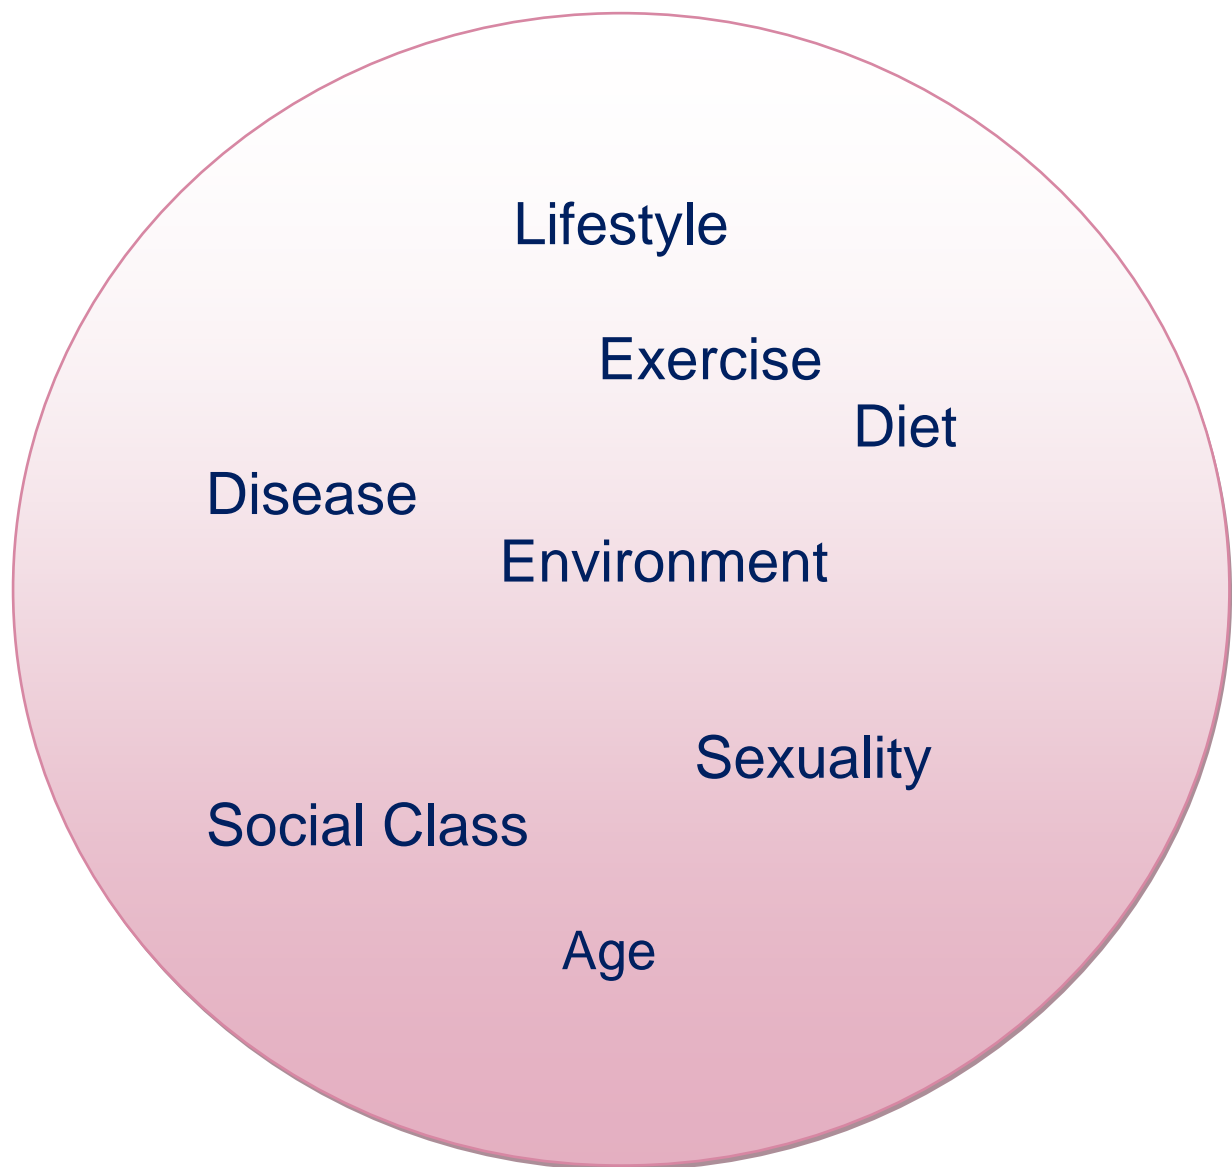 Lifestyle
Exercise
Diet
Disease
Environment
Sexuality
Social Class
Age